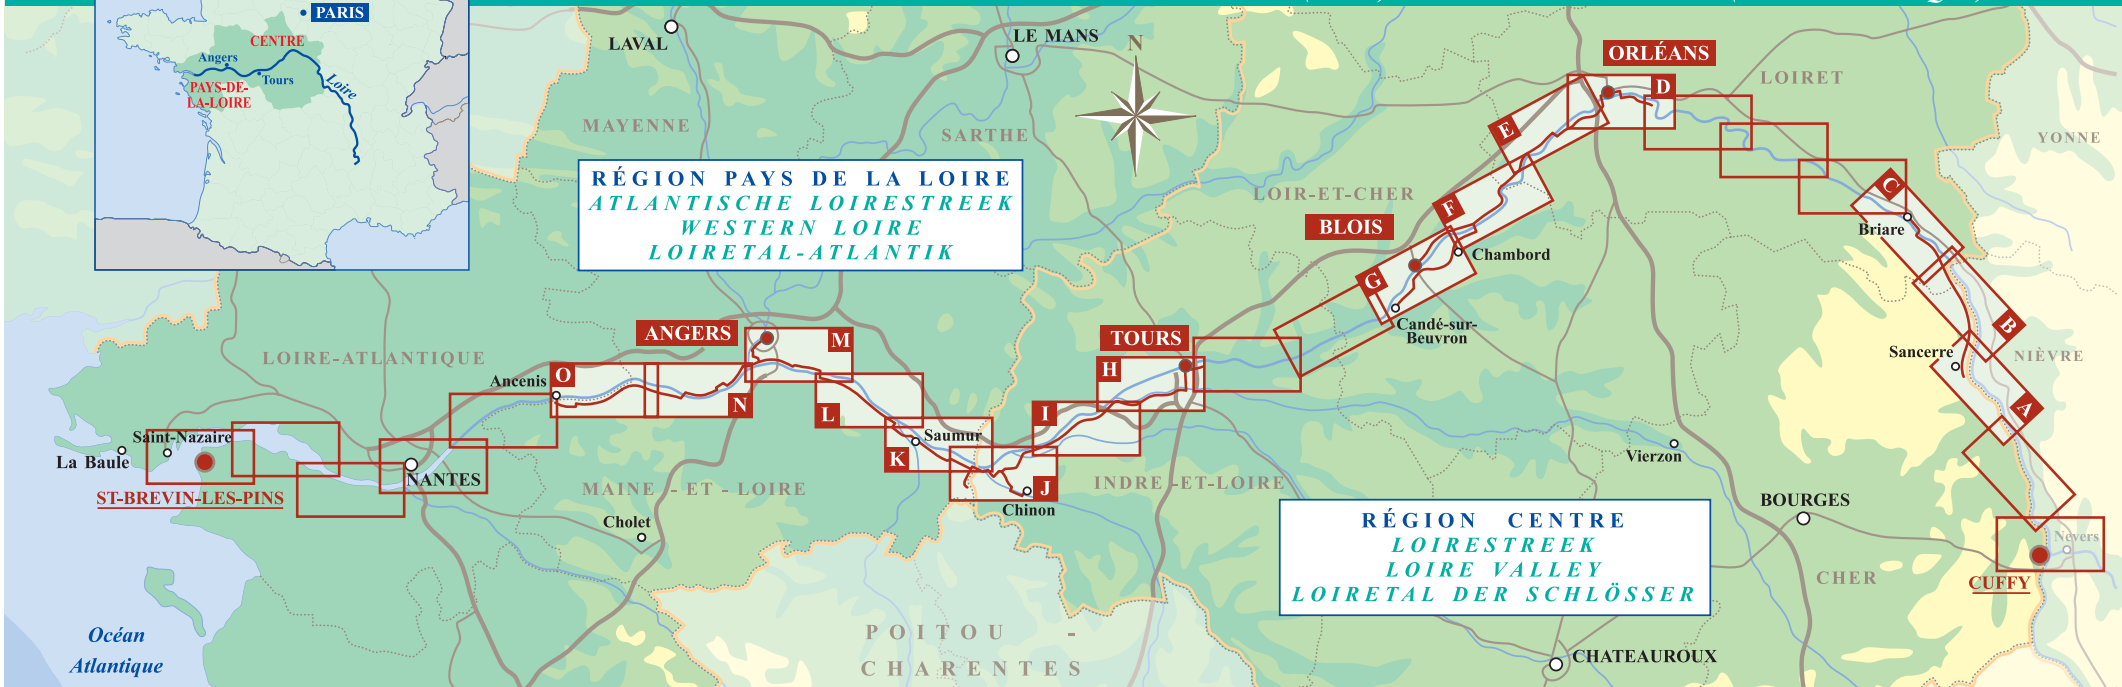 PARIS
CENTRE
Angers
Tours
Loire
PAYS-DE-
LA-LOIRE
LAVAL
LE MANS
N
ORLÉANS
LOIRET
D
MAYENNE
SARTHE
E
YONNE
RÉGION PAYS DE LA LOIRE
ATLANTISCHE LOIRESTREEK
WESTERN LOIRE
LOIRETAL-ATLANTIK
LOIR-ET-CHER
C
F
BLOIS
Briare
Chambord
G
Candé-sur-
Beuvron
B
ANGERS
M
TOURS
LOIRE-ATLANTIQUE
Sancerre
NIÈVRE
H
Ancenis
O
N
L
I
A
Saint-Nazaire
La Baule
Saumur
K
Vierzon
NANTES
ST-BREVIN-LES-PINS
MAINE - ET - LOIRE
J
INDRE-ET-LOIRE
Chinon
BOURGES
Cholet
RÉGION CENTRE
LOIRESTREEK
LOIRE VALLEY
LOIRETAL DER SCHLÖSSER
Nevers
CHER
CUFFY
Océan
Atlantique
POITOU -
CHARENTES
CHATEAUROUX